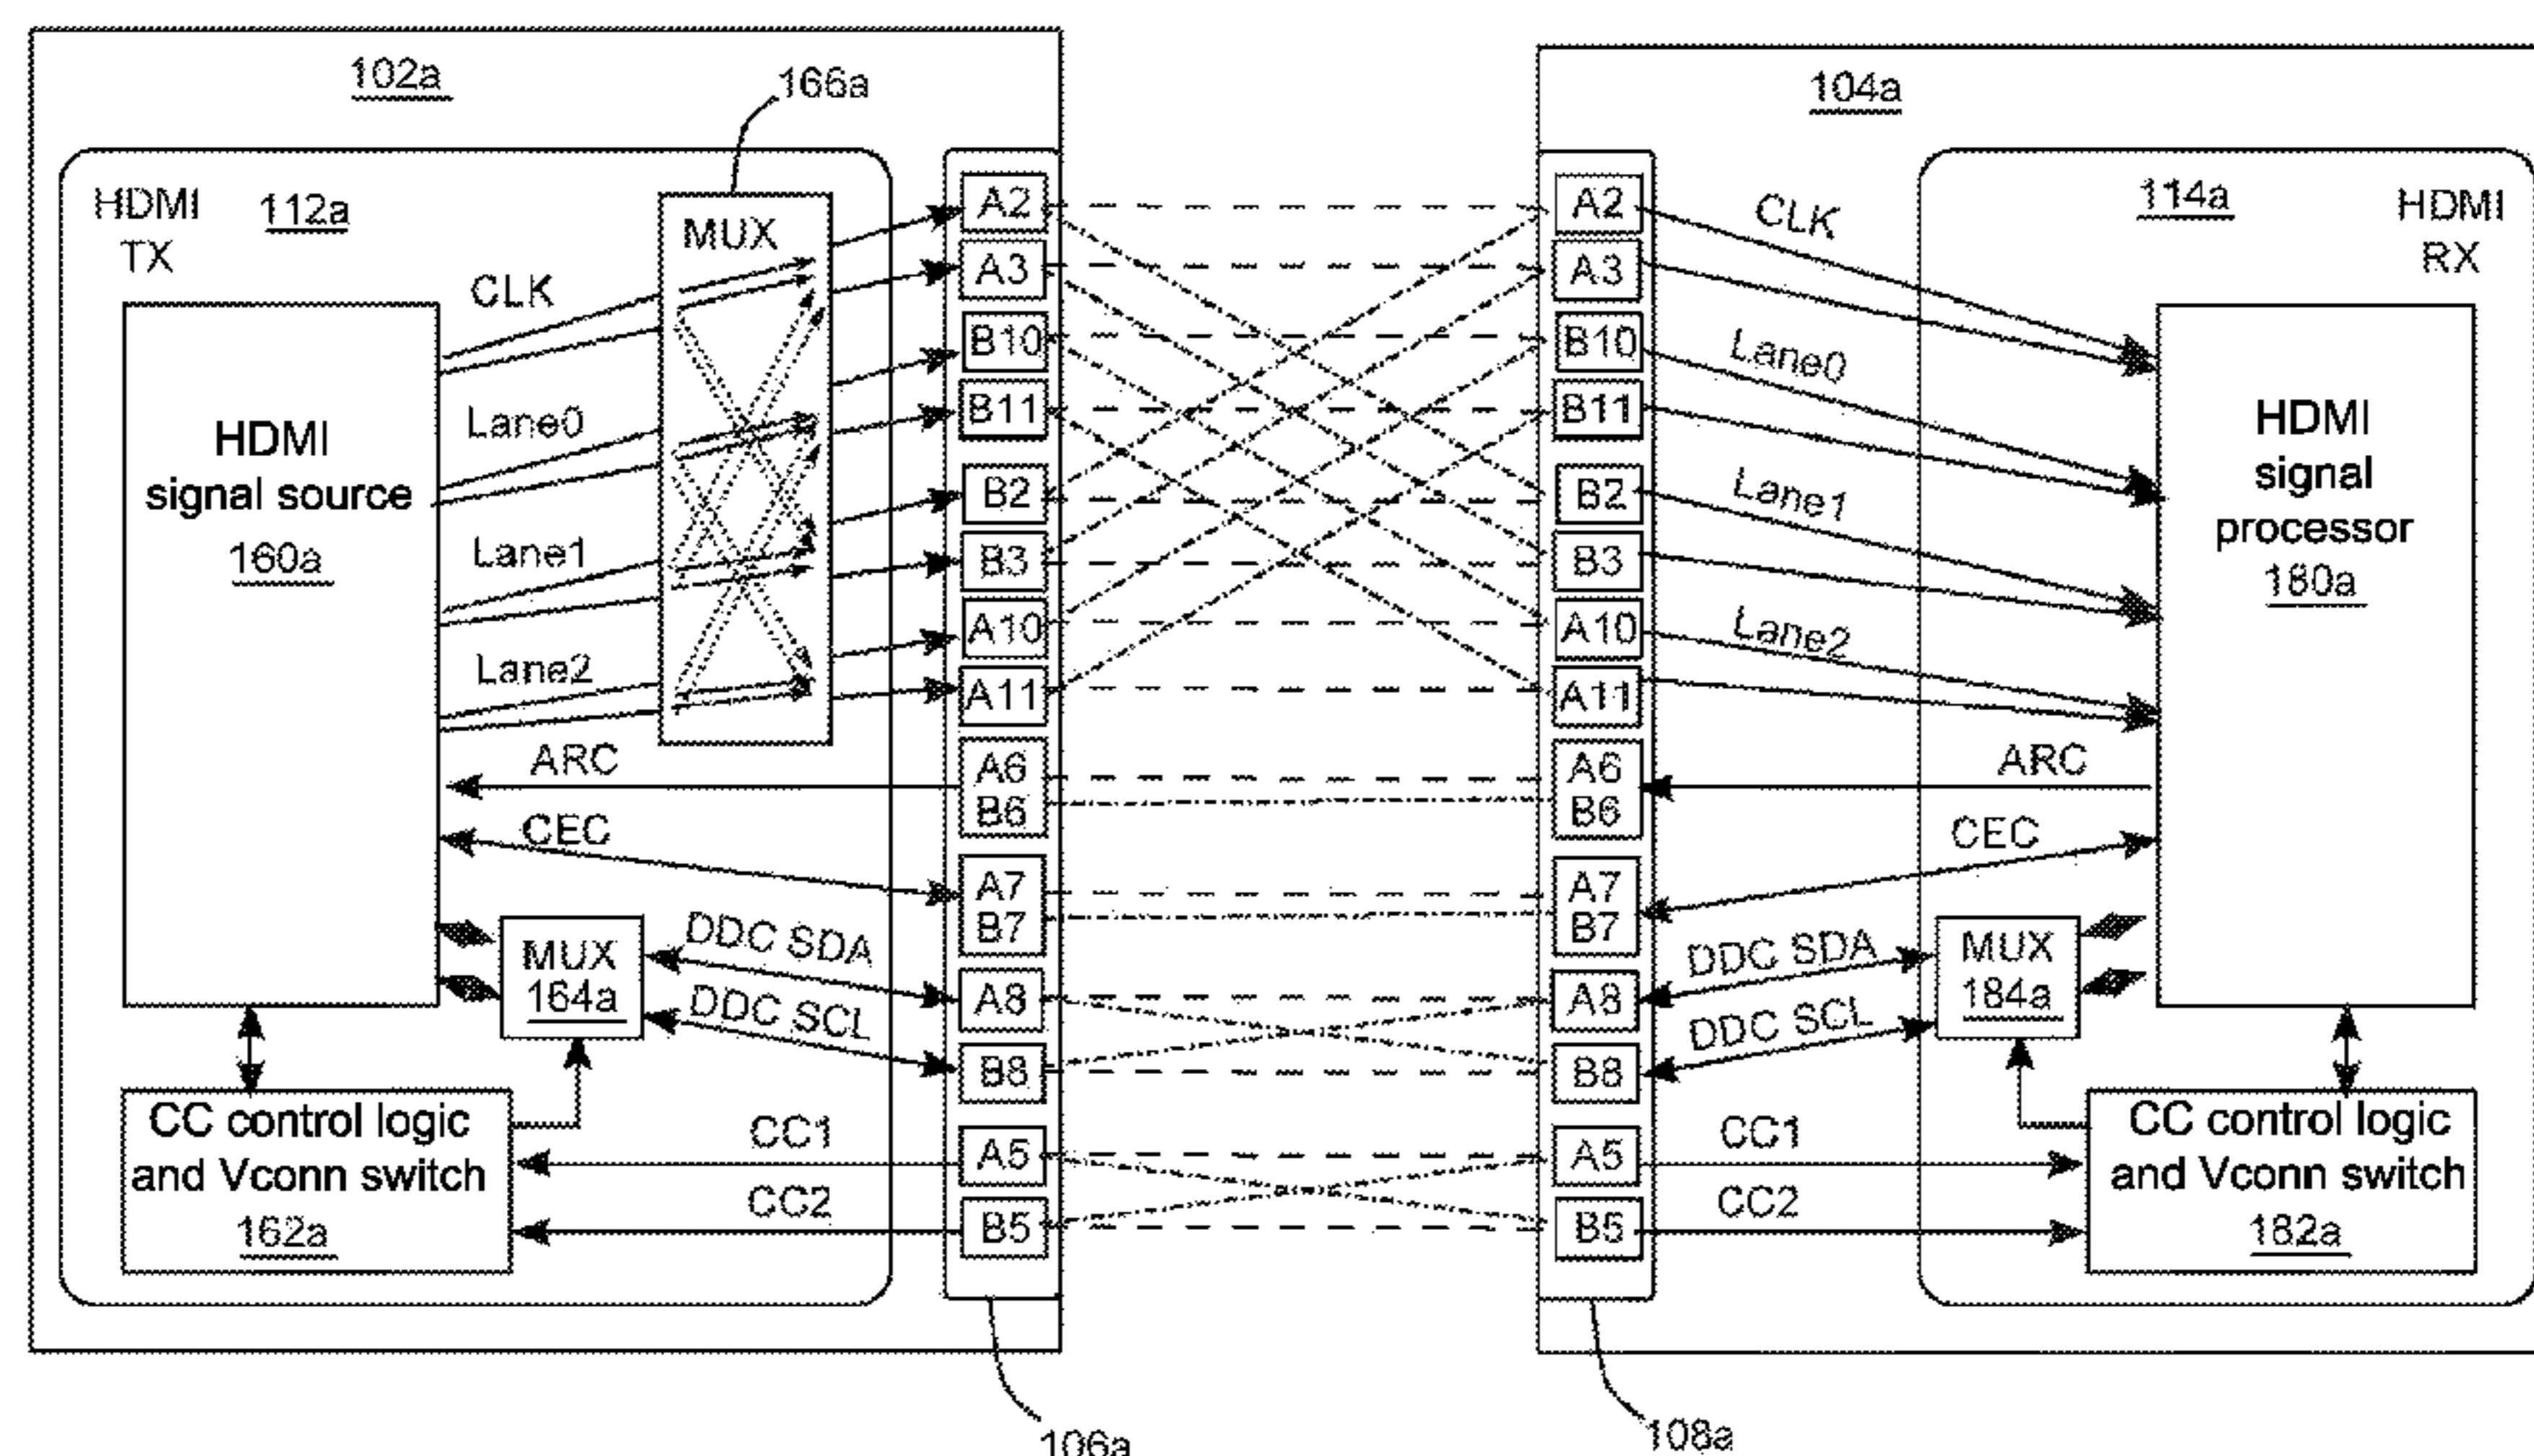 102a
166a
104a
HDMI
TX
112a
MUX
CLK
Lane0
Lane1
Lane2
ARC
CEC
HDMI
signal source
160a
MUX
164a
DDC SDA
DDC SCL
CC control logic
and Vconn switch
162a
CC1
CC2
A2
A3
B10
B11
B2
B3
A10
A11
A6
B6
A7
B7
A8
B8
A5
B5
106a
A2
A3
B10
B11
B2
B3
A10
A11
A6
B6
A7
B7
A8
B8
A5
B5
108a
114a
HDMI
RX
CLK
Lane0
Lane1
Lane2
ARC
CEC
HDMI
signal
processor
180a
DDC SDA
DDC SCL
MUX
184a
CC1
CC2
CC control logic
and Vconn switch
182a